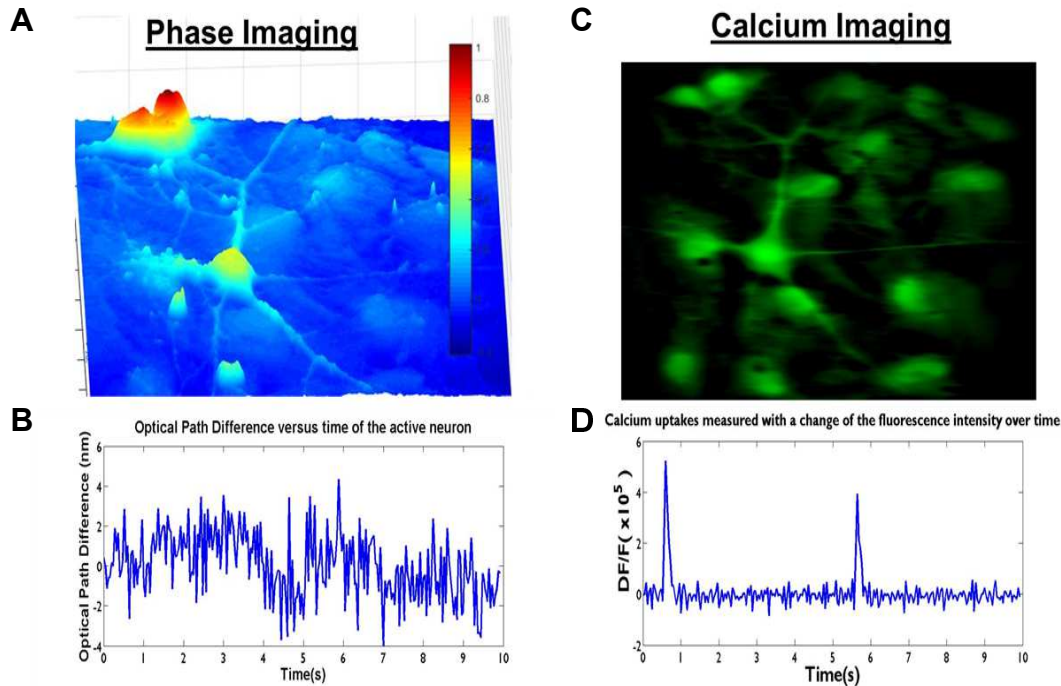 A
Phase Imaging
1
0.8
B
Optical Path Difference versus time of the active neuron
Optical Path Difference (nm)
6
4
2
0
-2
-4
0 1 2 3 4 5 6 7 8 9 10
Time(s)
C
Calcium Imaging
D
Calcium uptakes measured with a change of the fluorescence intensity over time
DF/F( x10⁵ )
6
4
2
0
-2
0 1 2 3 4 5 6 7 8 9 10
Time(s)